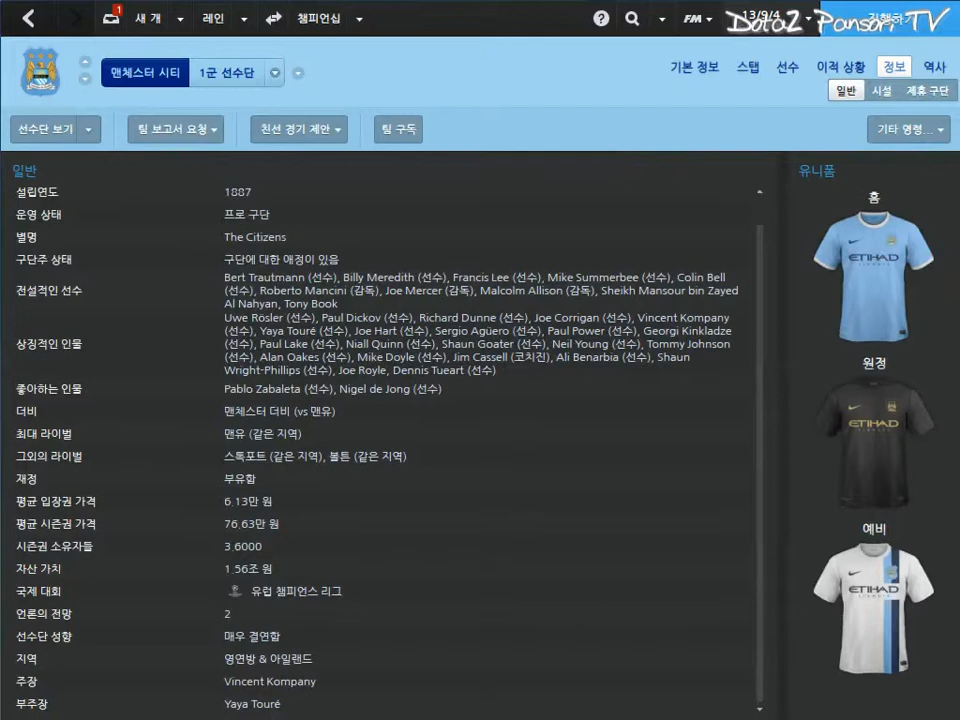 1 새 개 레인 챔피언십 FM 13/9/4
Dota2 Pansori TV
맨체스터 시티 1군 선수단 기본 정보 스탭 선수 이적 상황 정보 역사
일반 시설 제휴 구단
선수단 보기 팀 보고서 요청 친선 경기 제안 팀 구독 기타 명령...
일반 유니폼
설립연도 1887 홈
운영 상태 프로 구단
별명 The Citizens
구단주 상태 구단에 대한 애정이 있음
ETIHAD
전설적인 선수 Bert Trautmann (선수), Billy Meredith (선수), Francis Lee (선수), Mike Summerbee (선수), Colin Bell
(선수), Roberto Mancini (감독), Joe Mercer (감독), Malcolm Allison (감독), Sheikh Mansour bin Zayed
Al Nahyan, Tony Book
상징적인 인물 Uwe Rösler (선수), Paul Dickov (선수), Richard Dunne (선수), Joe Corrigan (선수), Vincent Kompany
(선수), Yaya Touré (선수), Joe Hart (선수), Sergio Agüero (선수), Paul Power (선수), Georgi Kinkladze
(선수), Paul Lake (선수), Niall Quinn (선수), Shaun Goater (선수), Neil Young (선수), Tommy Johnson
(선수), Alan Oakes (선수), Mike Doyle (선수), Jim Cassell (코치진), Ali Benarbia (선수), Shaun
Wright-Phillips (선수), Joe Royle, Dennis Tueart (선수)
원정
좋아하는 인물 Pablo Zabaleta (선수), Nigel de Jong (선수)
더비 맨체스터 더비 (vs 맨유)
ETIHAD
최대 라이벌 맨유 (같은 지역)
그외의 라이벌 스톡포트 (같은 지역), 볼튼 (같은 지역)
재정 부유함
평균 입장권 가격 6.13만 원
평균 시즌권 가격 76.63만 원
예비
시즌권 소유자들 3.6000
자산 가치 1.56조 원
국제 대회 유럽 챔피언스 리그
ETIHAD
언론의 전망 2
선수단 성향 매우 결연함
지역 영연방 & 아일랜드
주장 Vincent Kompany
부주장 Yaya Touré